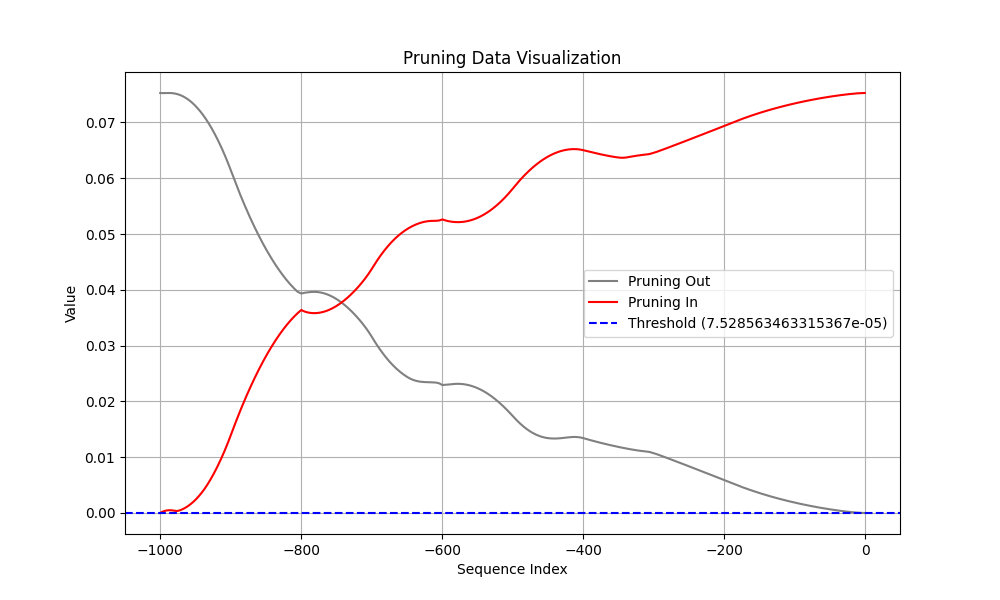 Pruning Data Visualization
Value
0.07
0.06
0.05
0.04
0.03
0.02
0.01
0.00
Pruning Out
Pruning In
Threshold (7.528563463315367e-05)
−1000
−800
−600
−400
−200
0
Sequence Index